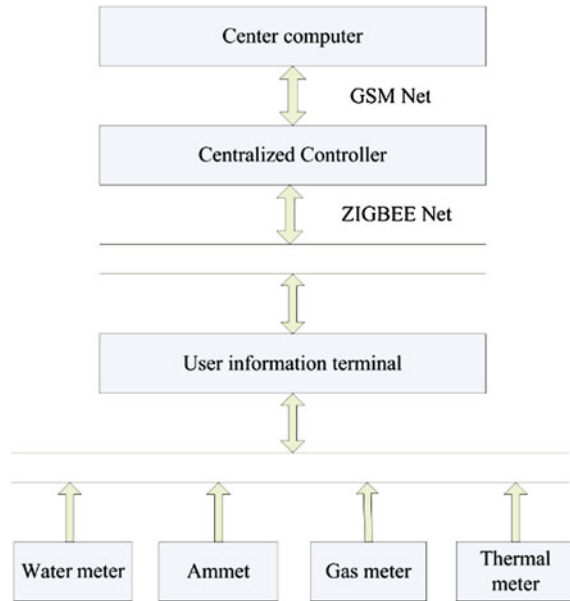 Center computer
GSM Net
Centralized Controller
ZIGBEE Net
User information terminal
Water meter
Ammet
Gas meter
Thermal
meter